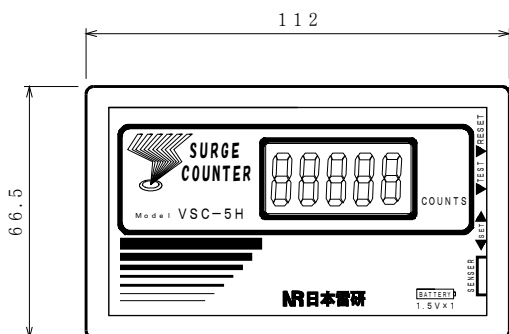 112
66.5
SURGE
COUNTER
Model VSC-5H
88888
COUNTS
RESET
TEST
SET
SENSER
NR日本雷研
BATTERY
1.5V×1